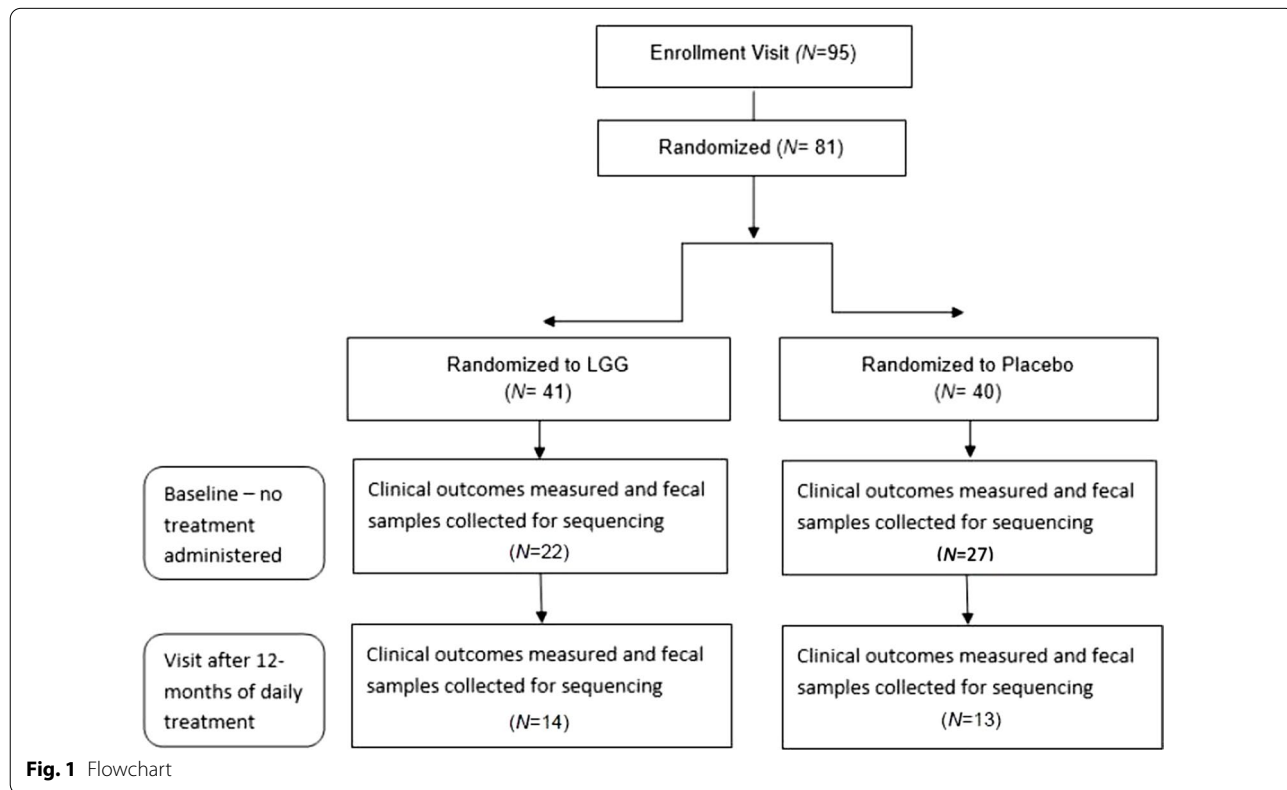 Enrollment Visit (N=95)
Randomized (N= 81)
Randomized to LGG
(N= 41)
Randomized to Placebo
(N= 40)
Baseline – no
treatment
administered
Clinical outcomes measured and fecal
samples collected for sequencing
(N=22)
Clinical outcomes measured and fecal
samples collected for sequencing
(N=27)
Visit after 12-
months of daily
treatment
Clinical outcomes measured and fecal
samples collected for sequencing
(N=14)
Clinical outcomes measured and fecal
samples collected for sequencing
(N=13)
Fig. 1 Flowchart